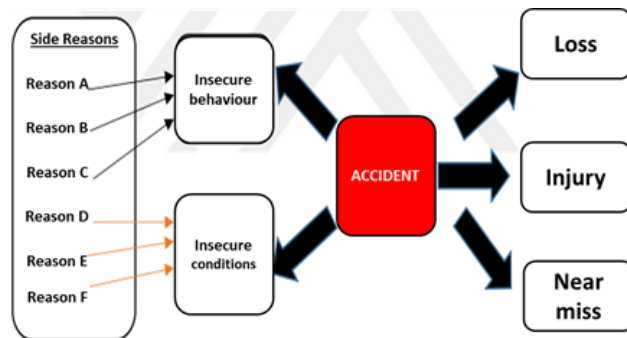 Side Reasons
Reason A
Reason B
Reason C
Reason D
Reason E
Reason F
Insecure
behaviour
Insecure
conditions
ACCIDENT
Loss
Injury
Near
miss